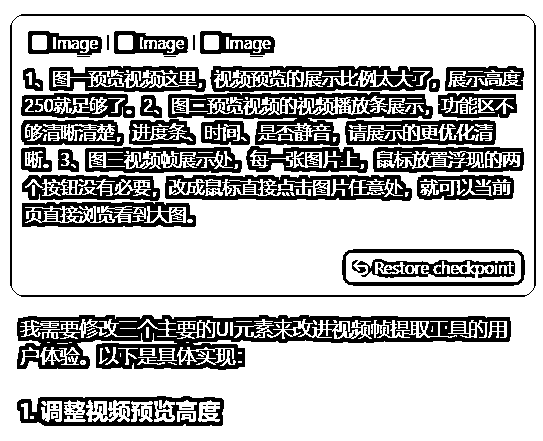 Image | Image | Image
1、图一预览视频这里，视频预览的展示比例太大了，展示高度
250就足够了。2、图二预览视频的视频播放条展示，功能区不
够清晰清楚，进度条、时间、是否静音，请展示的更优化清
晰。3、图三视频帧展示处，每一张图片上，鼠标放置浮现的两
个按钮没有必要，改成鼠标直接点击图片任意处，就可以当前
页直接浏览看到大图。
Restore checkpoint
我需要修改三个主要的UI元素来改进视频帧提取工具的用
户体验。以下是具体实现：
1. 调整视频预览高度